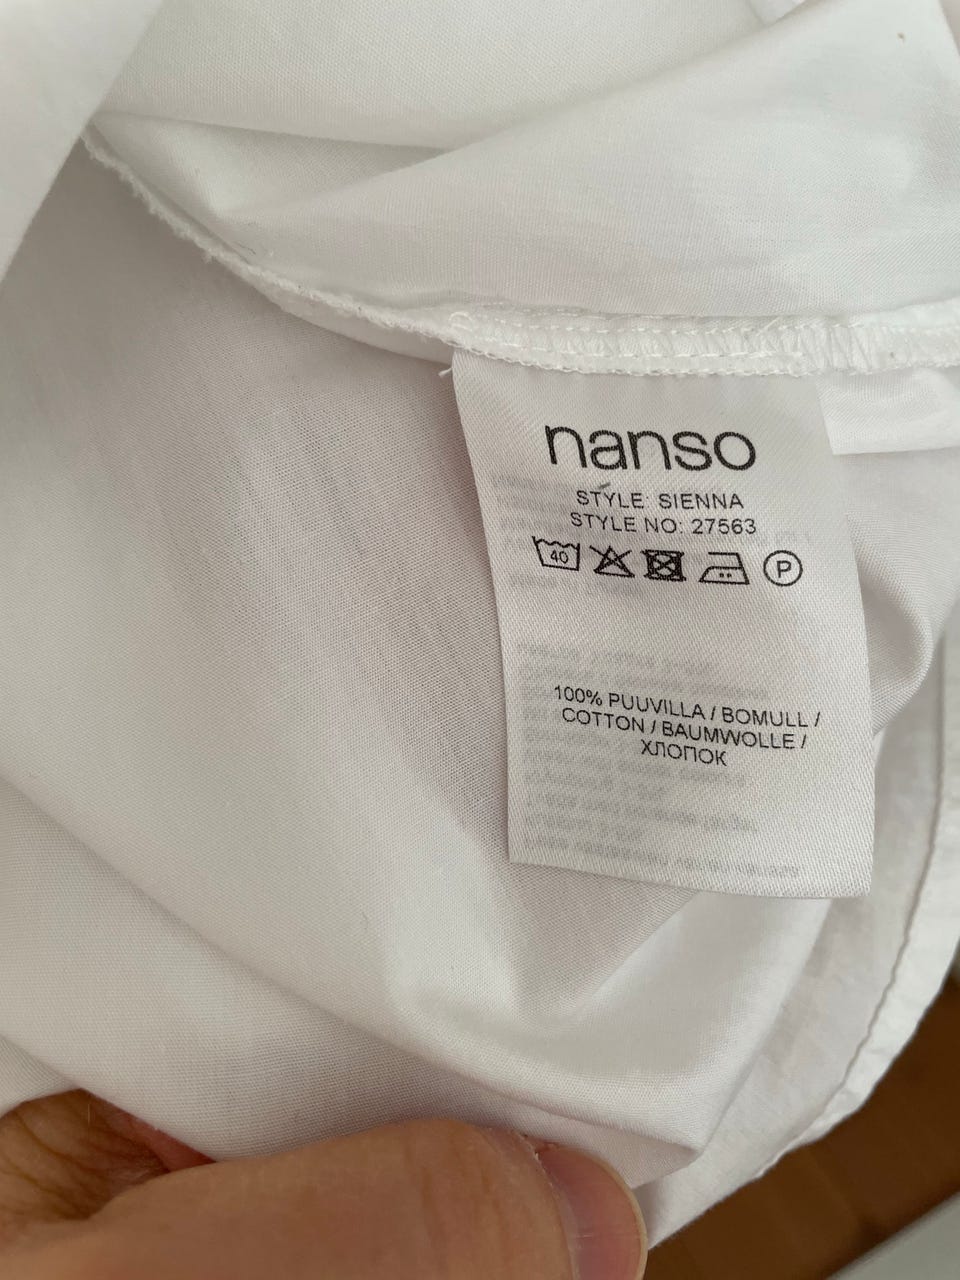 nanso
STYLE: SIENNA
STYLE NO: 27563
40 P
100% PUUVILLA / BOMULL /
COTTON / BAUMWOLLE /
ХЛОПОК